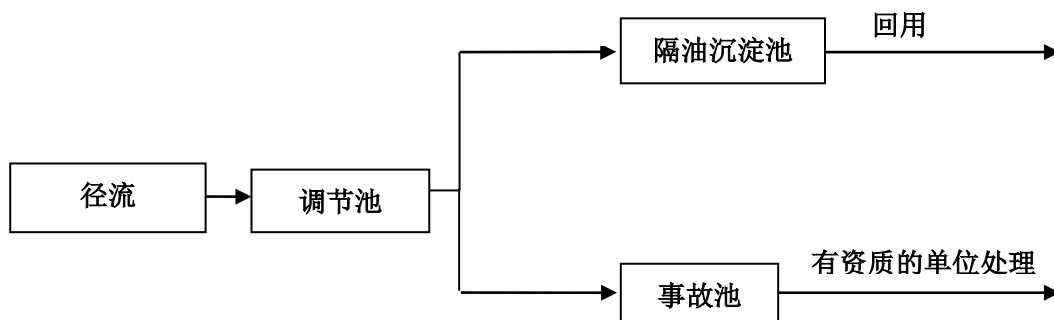 回用
隔油沉淀池
径流
调节池
有资质的单位处理
事故池